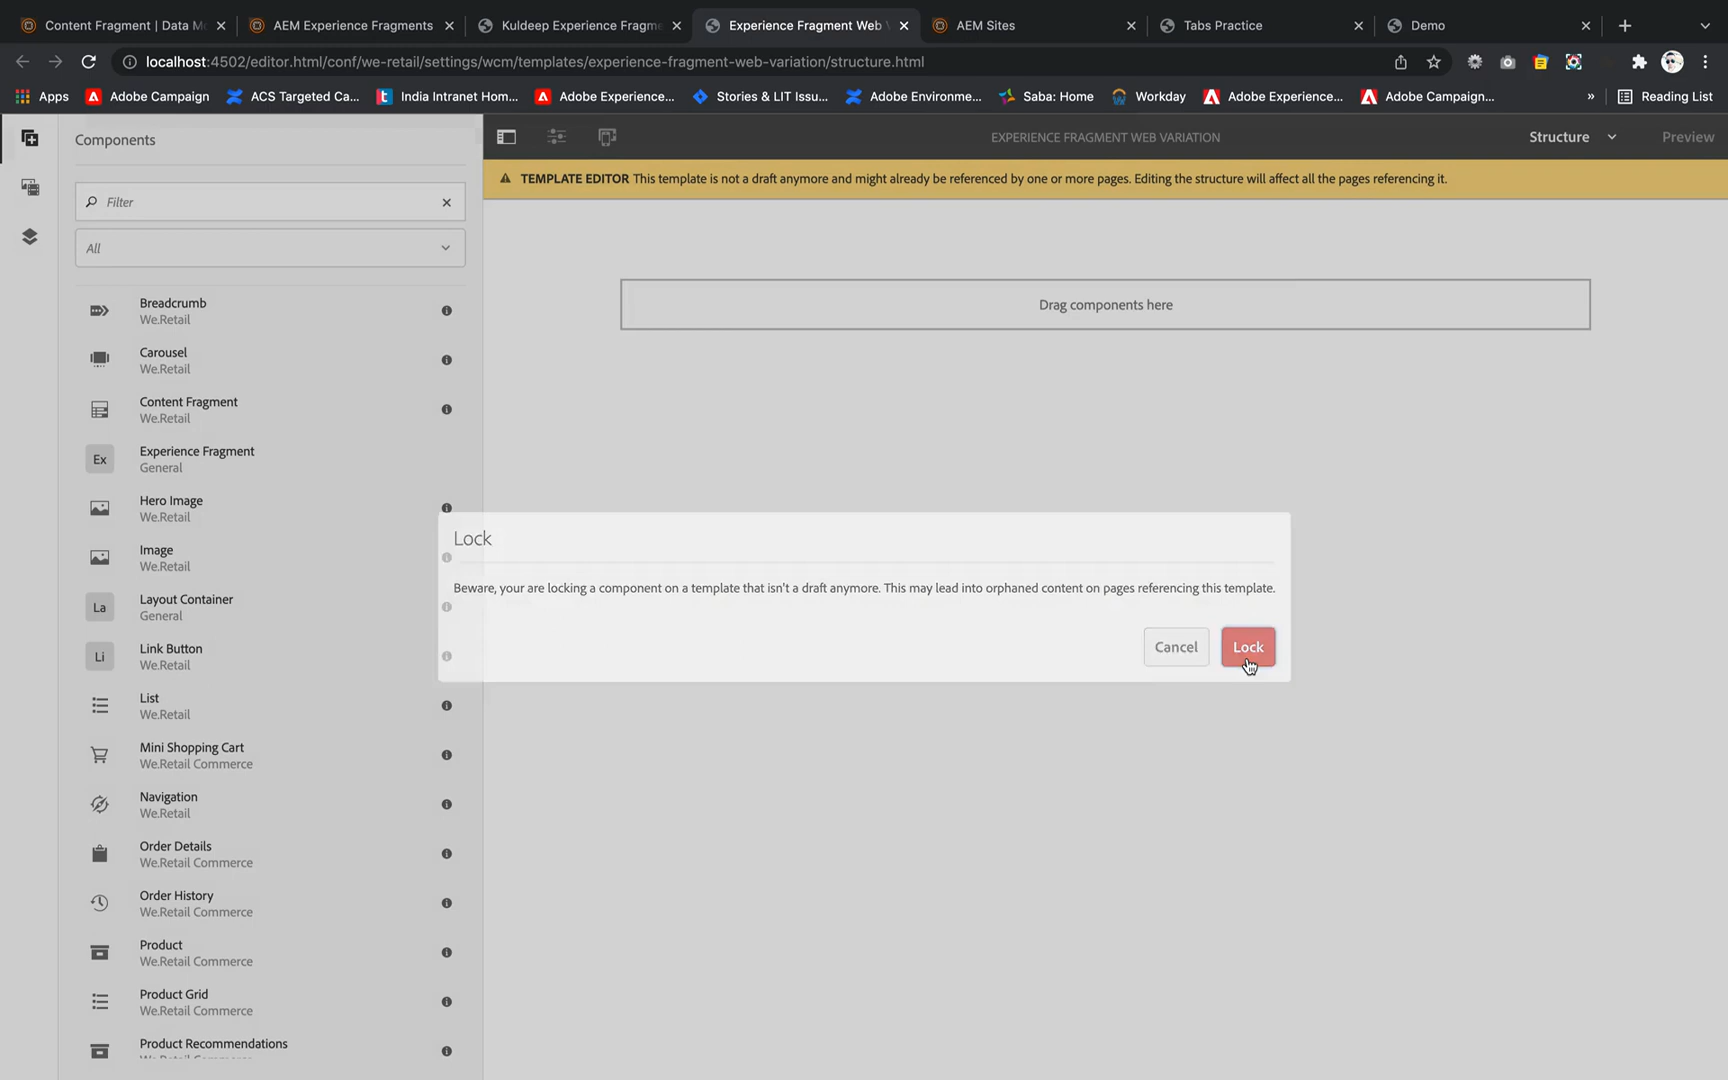 Content Fragment | Data Mo
AEM Experience Fragments
Kuldeep Experience Fragme
Experience Fragment Web V
AEM Sites
Tabs Practice
Demo
localhost:4502/editor.html/conf/we-retail/settings/wcm/templates/experience-fragment-web-variation/structure.html
Apps
Adobe Campaign
ACS Targeted Ca...
India Intranet Hom...
Adobe Experience...
Stories & LIT Issu...
Adobe Environme...
Saba: Home
Workday
Adobe Experience...
Adobe Campaign...
»
Reading List
Components
EXPERIENCE FRAGMENT WEB VARIATION
Structure
Preview
TEMPLATE EDITOR This template is not a draft anymore and might already be referenced by one or more pages. Editing the structure will affect all the pages referencing it.
Filter
All
Drag components here
Breadcrumb
We.Retail
Carousel
We.Retail
Content Fragment
We.Retail
Ex
Experience Fragment
General
Hero Image
We.Retail
Image
We.Retail
La
Layout Container
General
Li
Link Button
We.Retail
List
We.Retail
Mini Shopping Cart
We.Retail Commerce
Navigation
We.Retail
Order Details
We.Retail Commerce
Order History
We.Retail Commerce
Product
We.Retail Commerce
Product Grid
We.Retail Commerce
Product Recommendations
We.Retail Commerce
Lock
Beware, your are locking a component on a template that isn't a draft anymore. This may lead into orphaned content on pages referencing this template.
Cancel
Lock